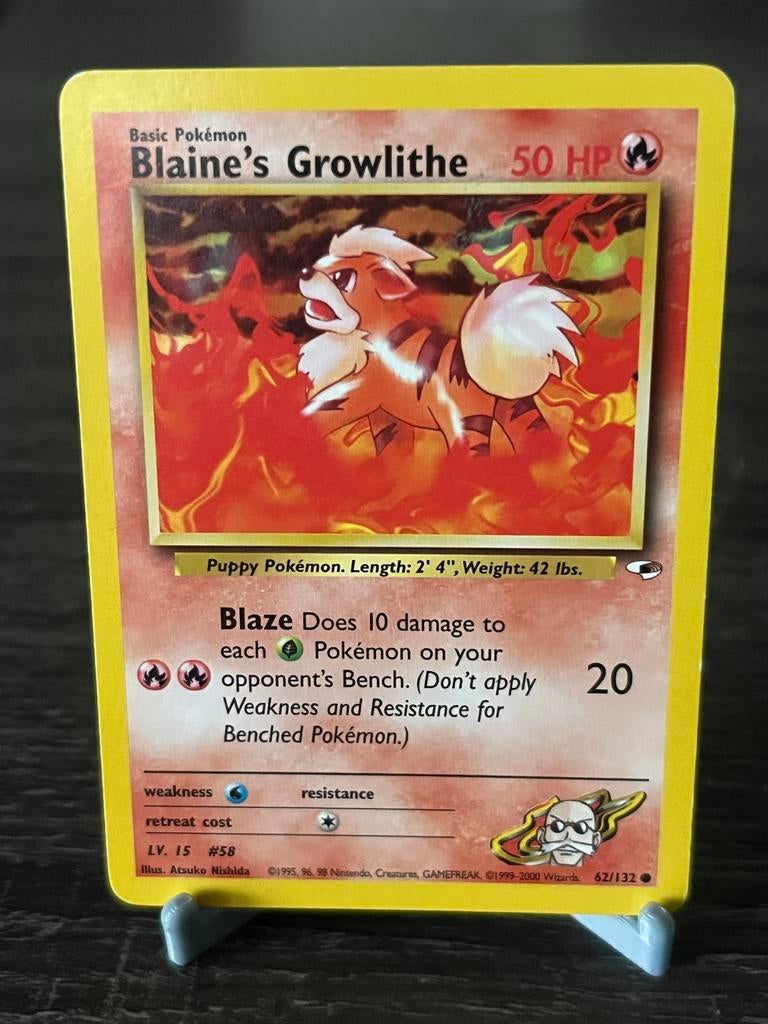 Basic Pokémon
Blaine's Growlithe 50 HP
Puppy Pokémon. Length: 2' 4", Weight: 42 lbs.
Blaze Does 10 damage to
each Pokémon on your
opponent's Bench. (Don't apply
Weakness and Resistance for
Benched Pokémon.)
20
weakness resistance
retreat cost
LV. 15 #58
Illus. Atsuko Nishida ©1995, 96, 98 Nintendo, Creatures, GAMEFREAK. ©1999-2000 Wizards. 62/132